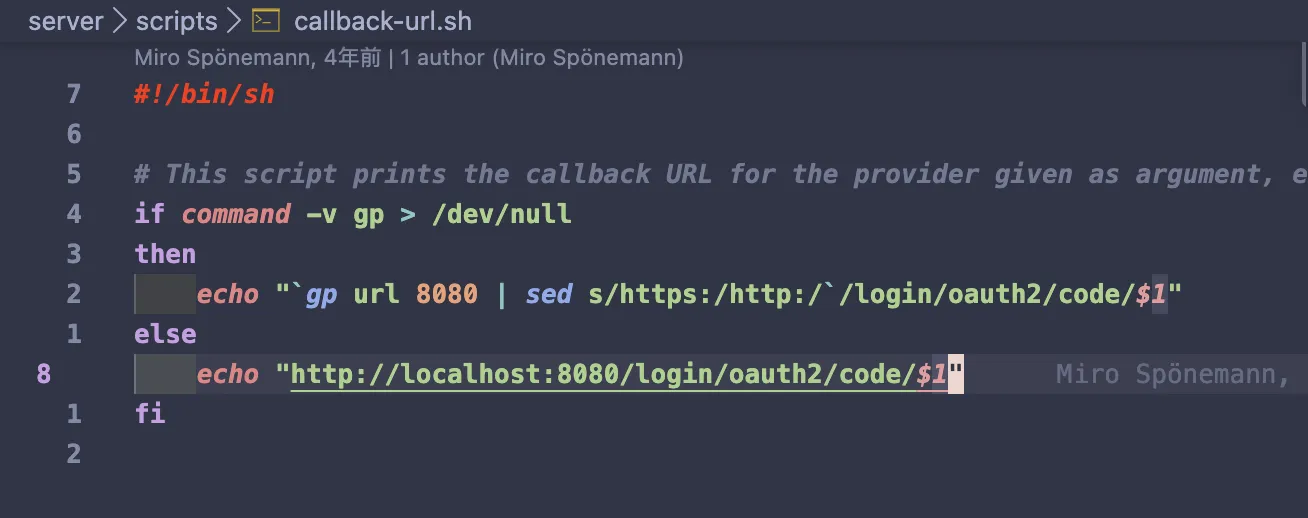 server > scripts > callback-url.sh
Miro Spönemann, 4年前 | 1 author (Miro Spönemann)
7 #!/bin/sh
6
5 # This script prints the callback URL for the provider given as argument, e
4 if command -v gp > /dev/null
3 then
2     echo "`gp url 8080 | sed s/https:/http:/`/login/oauth2/code/$1"
1 else
8     echo "http://localhost:8080/login/oauth2/code/$1" Miro Spönemann,
1 fi
2